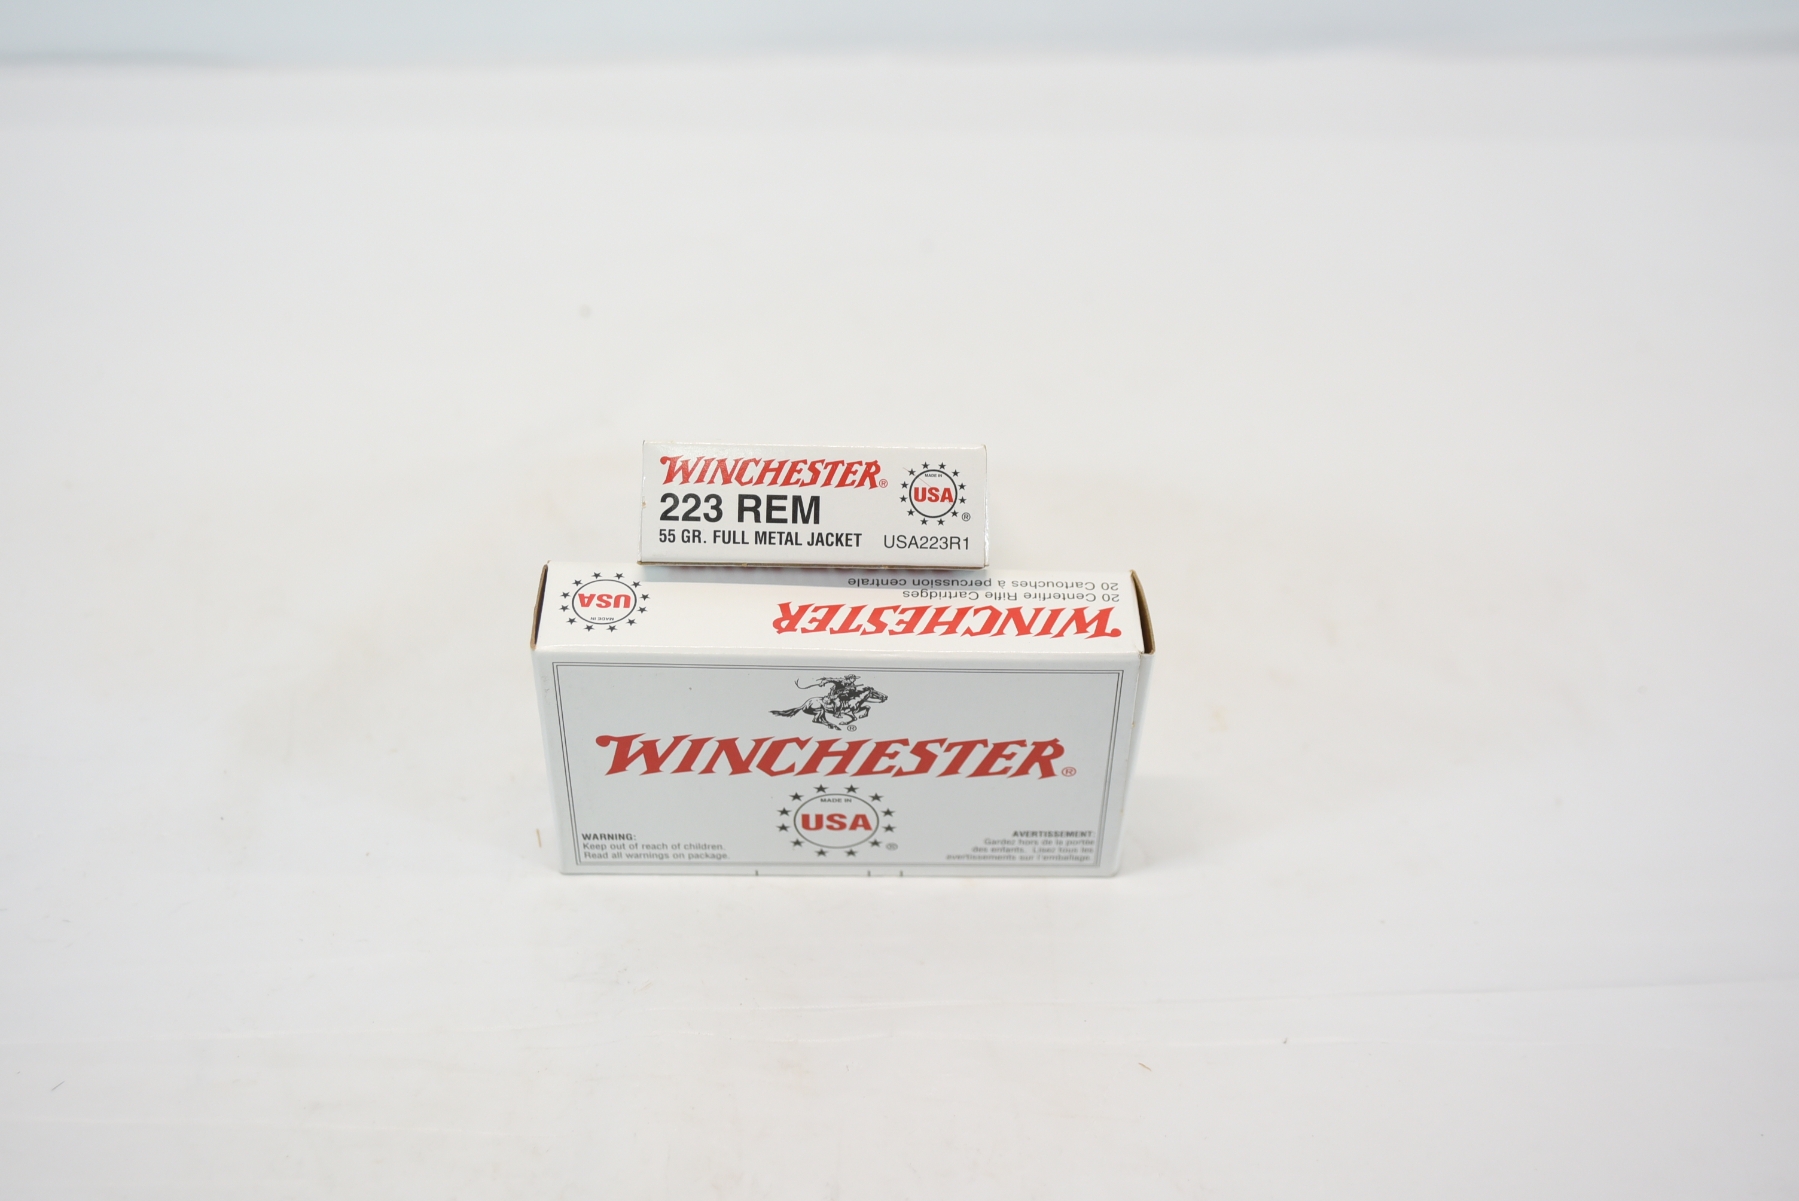 WINCHESTER®
223 REM
55 GR. FULL METAL JACKET
USA223R1
MADE IN
USA
®
20 Cartouches à percussion centrale
20 Centerfire Rifle Cartridges
WINCHESTER
MADE IN
USA
®
WINCHESTER®
MADE IN
USA
®
WARNING:
Keep out of reach of children.
Read all warnings on package.
AVERTISSEMENT:
Gardez hors de la portée
des enfants. Lisez tous les
avertissements sur l'emballage.